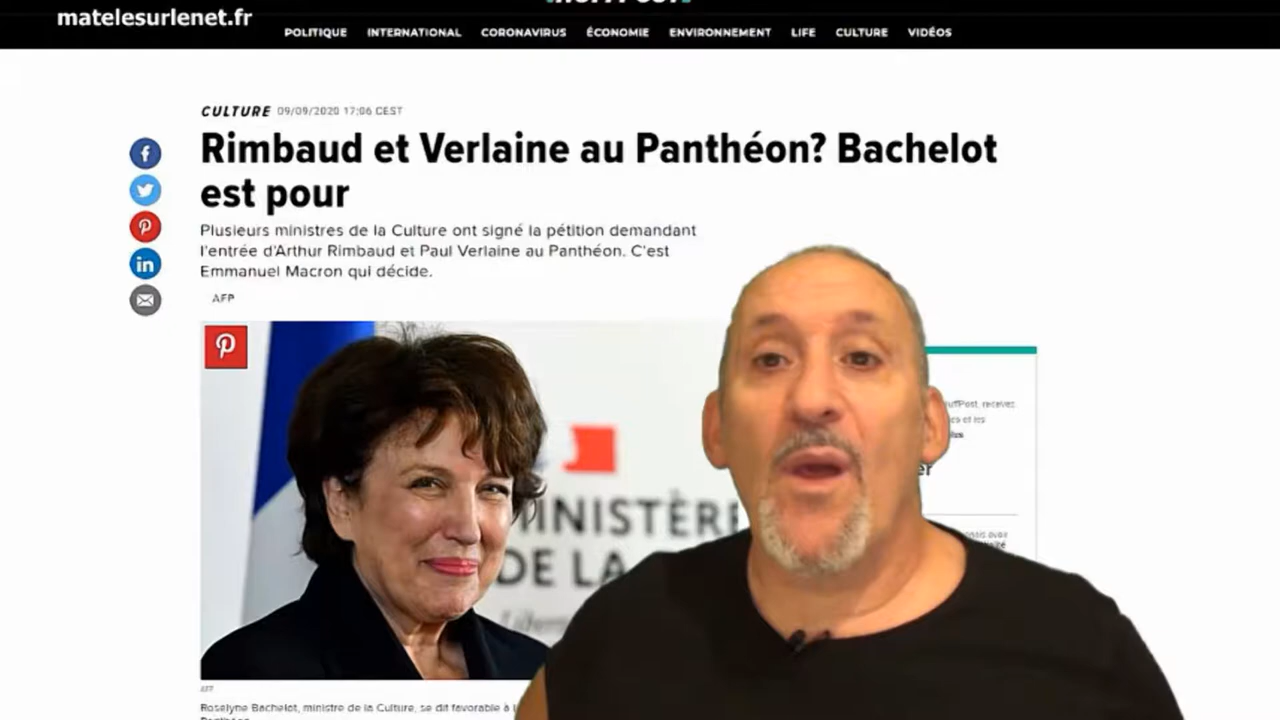 matelesurlenet.fr
POLITIQUE INTERNATIONAL CORONAVIRUS ÉCONOMIE ENVIRONNEMENT LIFE CULTURE VIDÉOS
CULTURE 09/09/2020 17:06 CEST
Rimbaud et Verlaine au Panthéon? Bachelot
est pour
Plusieurs ministres de la Culture ont signé la pétition demandant
l'entrée d'Arthur Rimbaud et Paul Verlaine au Panthéon. C'est
Emmanuel Macron qui décide.
AFP
MINISTÈRE
DE LA
AFP
Roselyne Bachelot, ministre de la Culture, se dit favorable à
Panthéon.